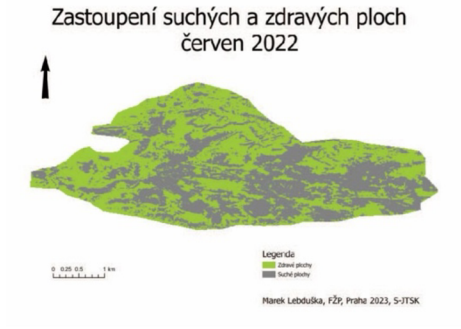 Zastoupení suchých a zdravých ploch
červen 2022
0 0.25 0.5 1 km
Legenda
Zdravé plochy
Suché plochy
Marek Lebduška, FŽP, Praha 2023, S-JTSK